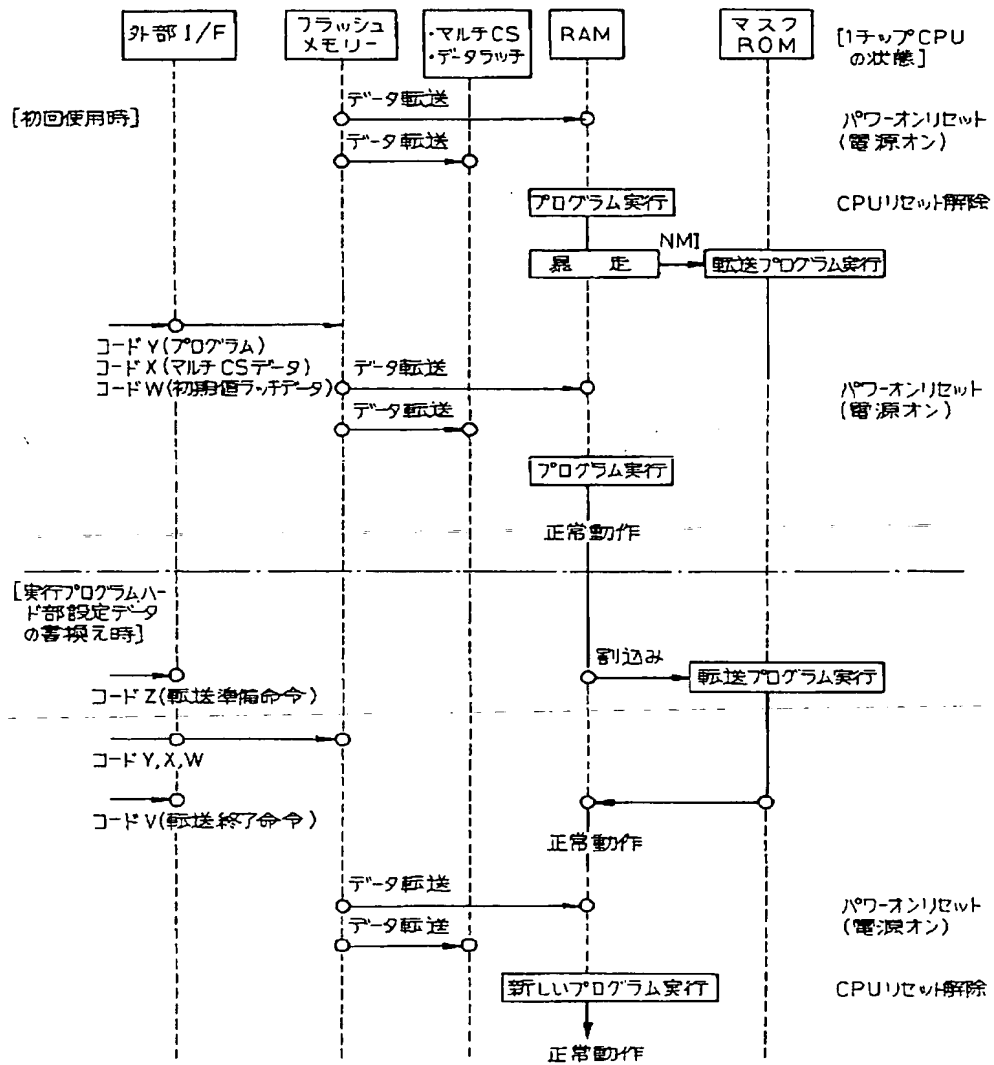 外部I/F
フラッシュ
メモリー
・マルチCS
・データラッチ
RAM
マスク
ROM
[1チップCPU
の状態]
[初回使用時]
データ転送
パワーオンリセット
(電源オン)
データ転送
プログラム実行
CPUリセット解除
暴走
NMI
転送プログラム実行
コードY(プログラム)
コードX(マルチCSデータ)
コードW(初期値ラッチデータ)
データ転送
パワーオンリセット
(電源オン)
データ転送
プログラム実行
正常動作
[実行プログラム,ハー
ド部設定データ
の書換え時]
割込み
転送プログラム実行
コードZ(転送準備命令)
コードY,X,W
コードV(転送終了命令)
正常動作
データ転送
パワーオンリセット
(電源オン)
データ転送
新しいプログラム実行
CPUリセット解除
正常動作